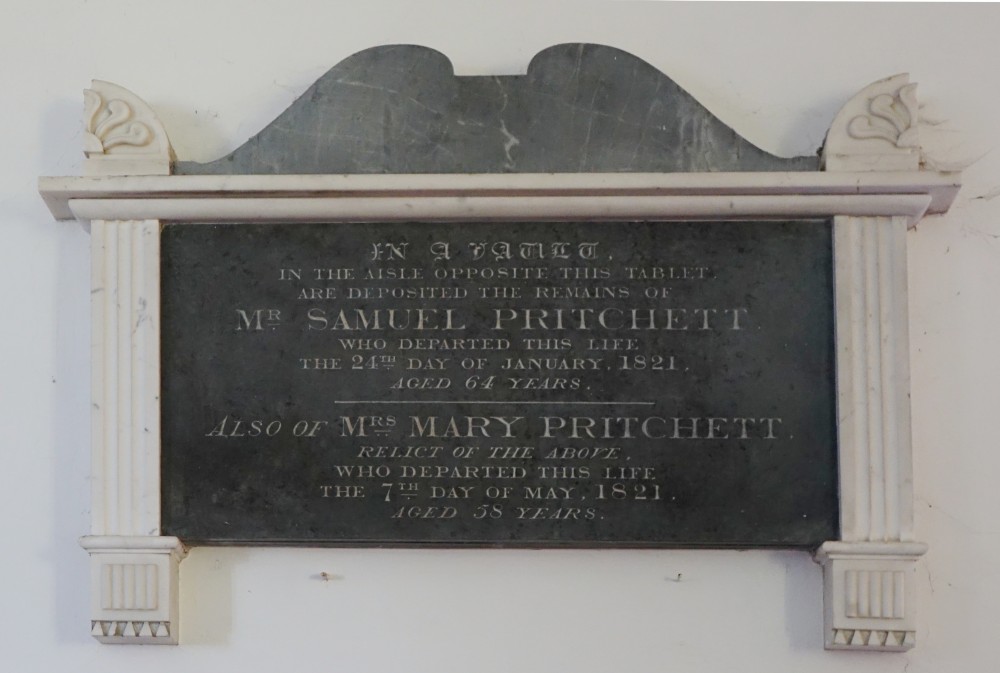 IN A VAULT,
IN THE AISLE OPPOSITE THIS TABLET,
ARE DEPOSITED THE REMAINS OF
MR SAMUEL PRITCHETT.
WHO DEPARTED THIS LIFE
THE 24TH DAY OF JANUARY, 1821,
AGED 64 YEARS.
ALSO OF MRS MARY PRITCHETT.
RELICT OF THE ABOVE,
WHO DEPARTED THIS LIFE
THE 7TH DAY OF MAY, 1821,
AGED 58 YEARS.